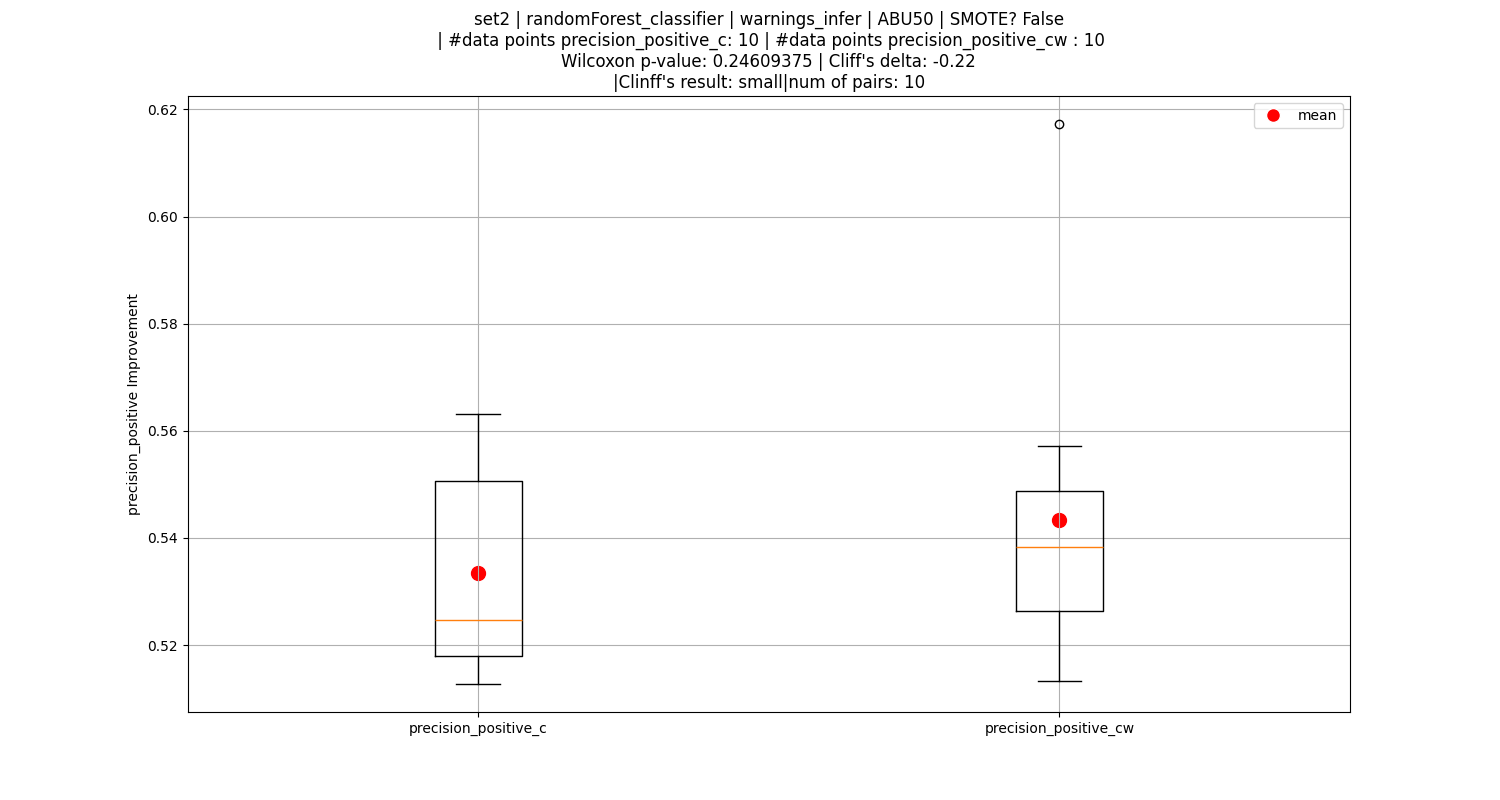 set2 | randomForest_classifier | warnings_infer | ABU50 | SMOTE? False
| #data points precision_positive_c: 10 | #data points precision_positive_cw : 10
Wilcoxon p-value: 0.24609375 | Cliff's delta: -0.22
|Clinff's result: small|num of pairs: 10
mean
0.62
0.60
0.58
0.56
0.54
0.52
precision_positive Improvement
precision_positive_c
precision_positive_cw